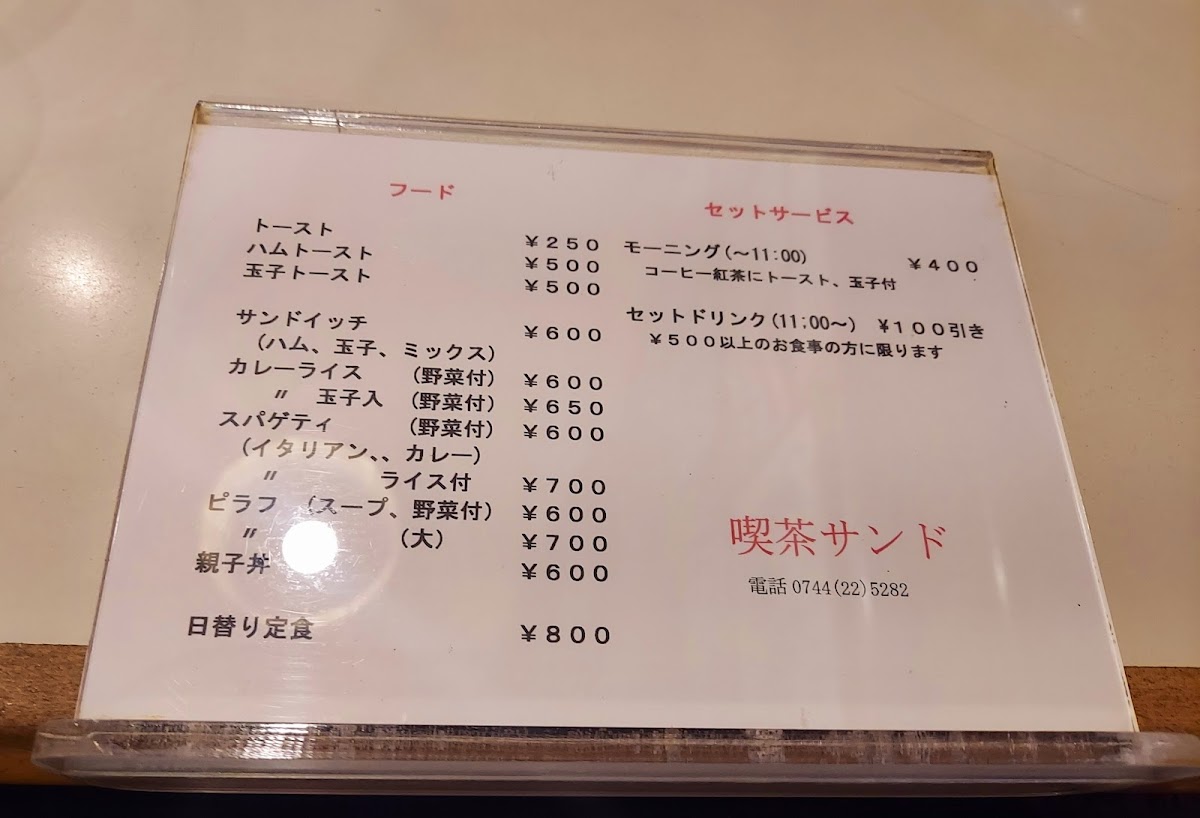 フード
トースト ￥２５０
ハムトースト ￥５００
玉子トースト ￥５００
サンドイッチ ￥６００
（ハム、玉子、ミックス）
カレーライス （野菜付） ￥６００
〃 玉子入 （野菜付） ￥６５０
スパゲティ （野菜付） ￥６００
（イタリアン、、カレー）
〃 ライス付 ￥７００
ピラフ （スープ、野菜付） ￥６００
〃 （大） ￥７００
親子丼 ￥６００
日替り定食 ￥８００
セットサービス
モーニング(～11:00) ￥４００
コーヒー紅茶にトースト、玉子付
セットドリンク(11:00～) ￥１００引き
￥５００以上のお食事の方に限ります
喫茶サンド
電話 0744(22)5282